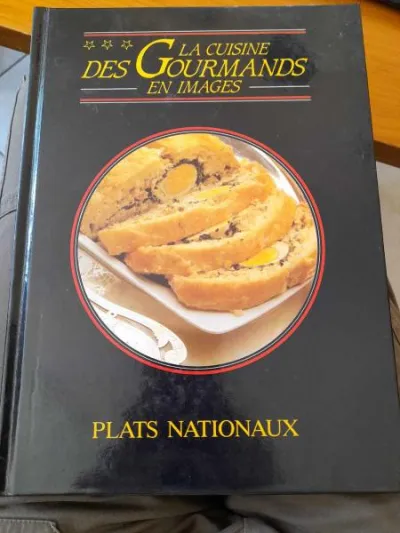 LA CUISINE
DES GOURMANDS
EN IMAGES
PLATS NATIONAUX